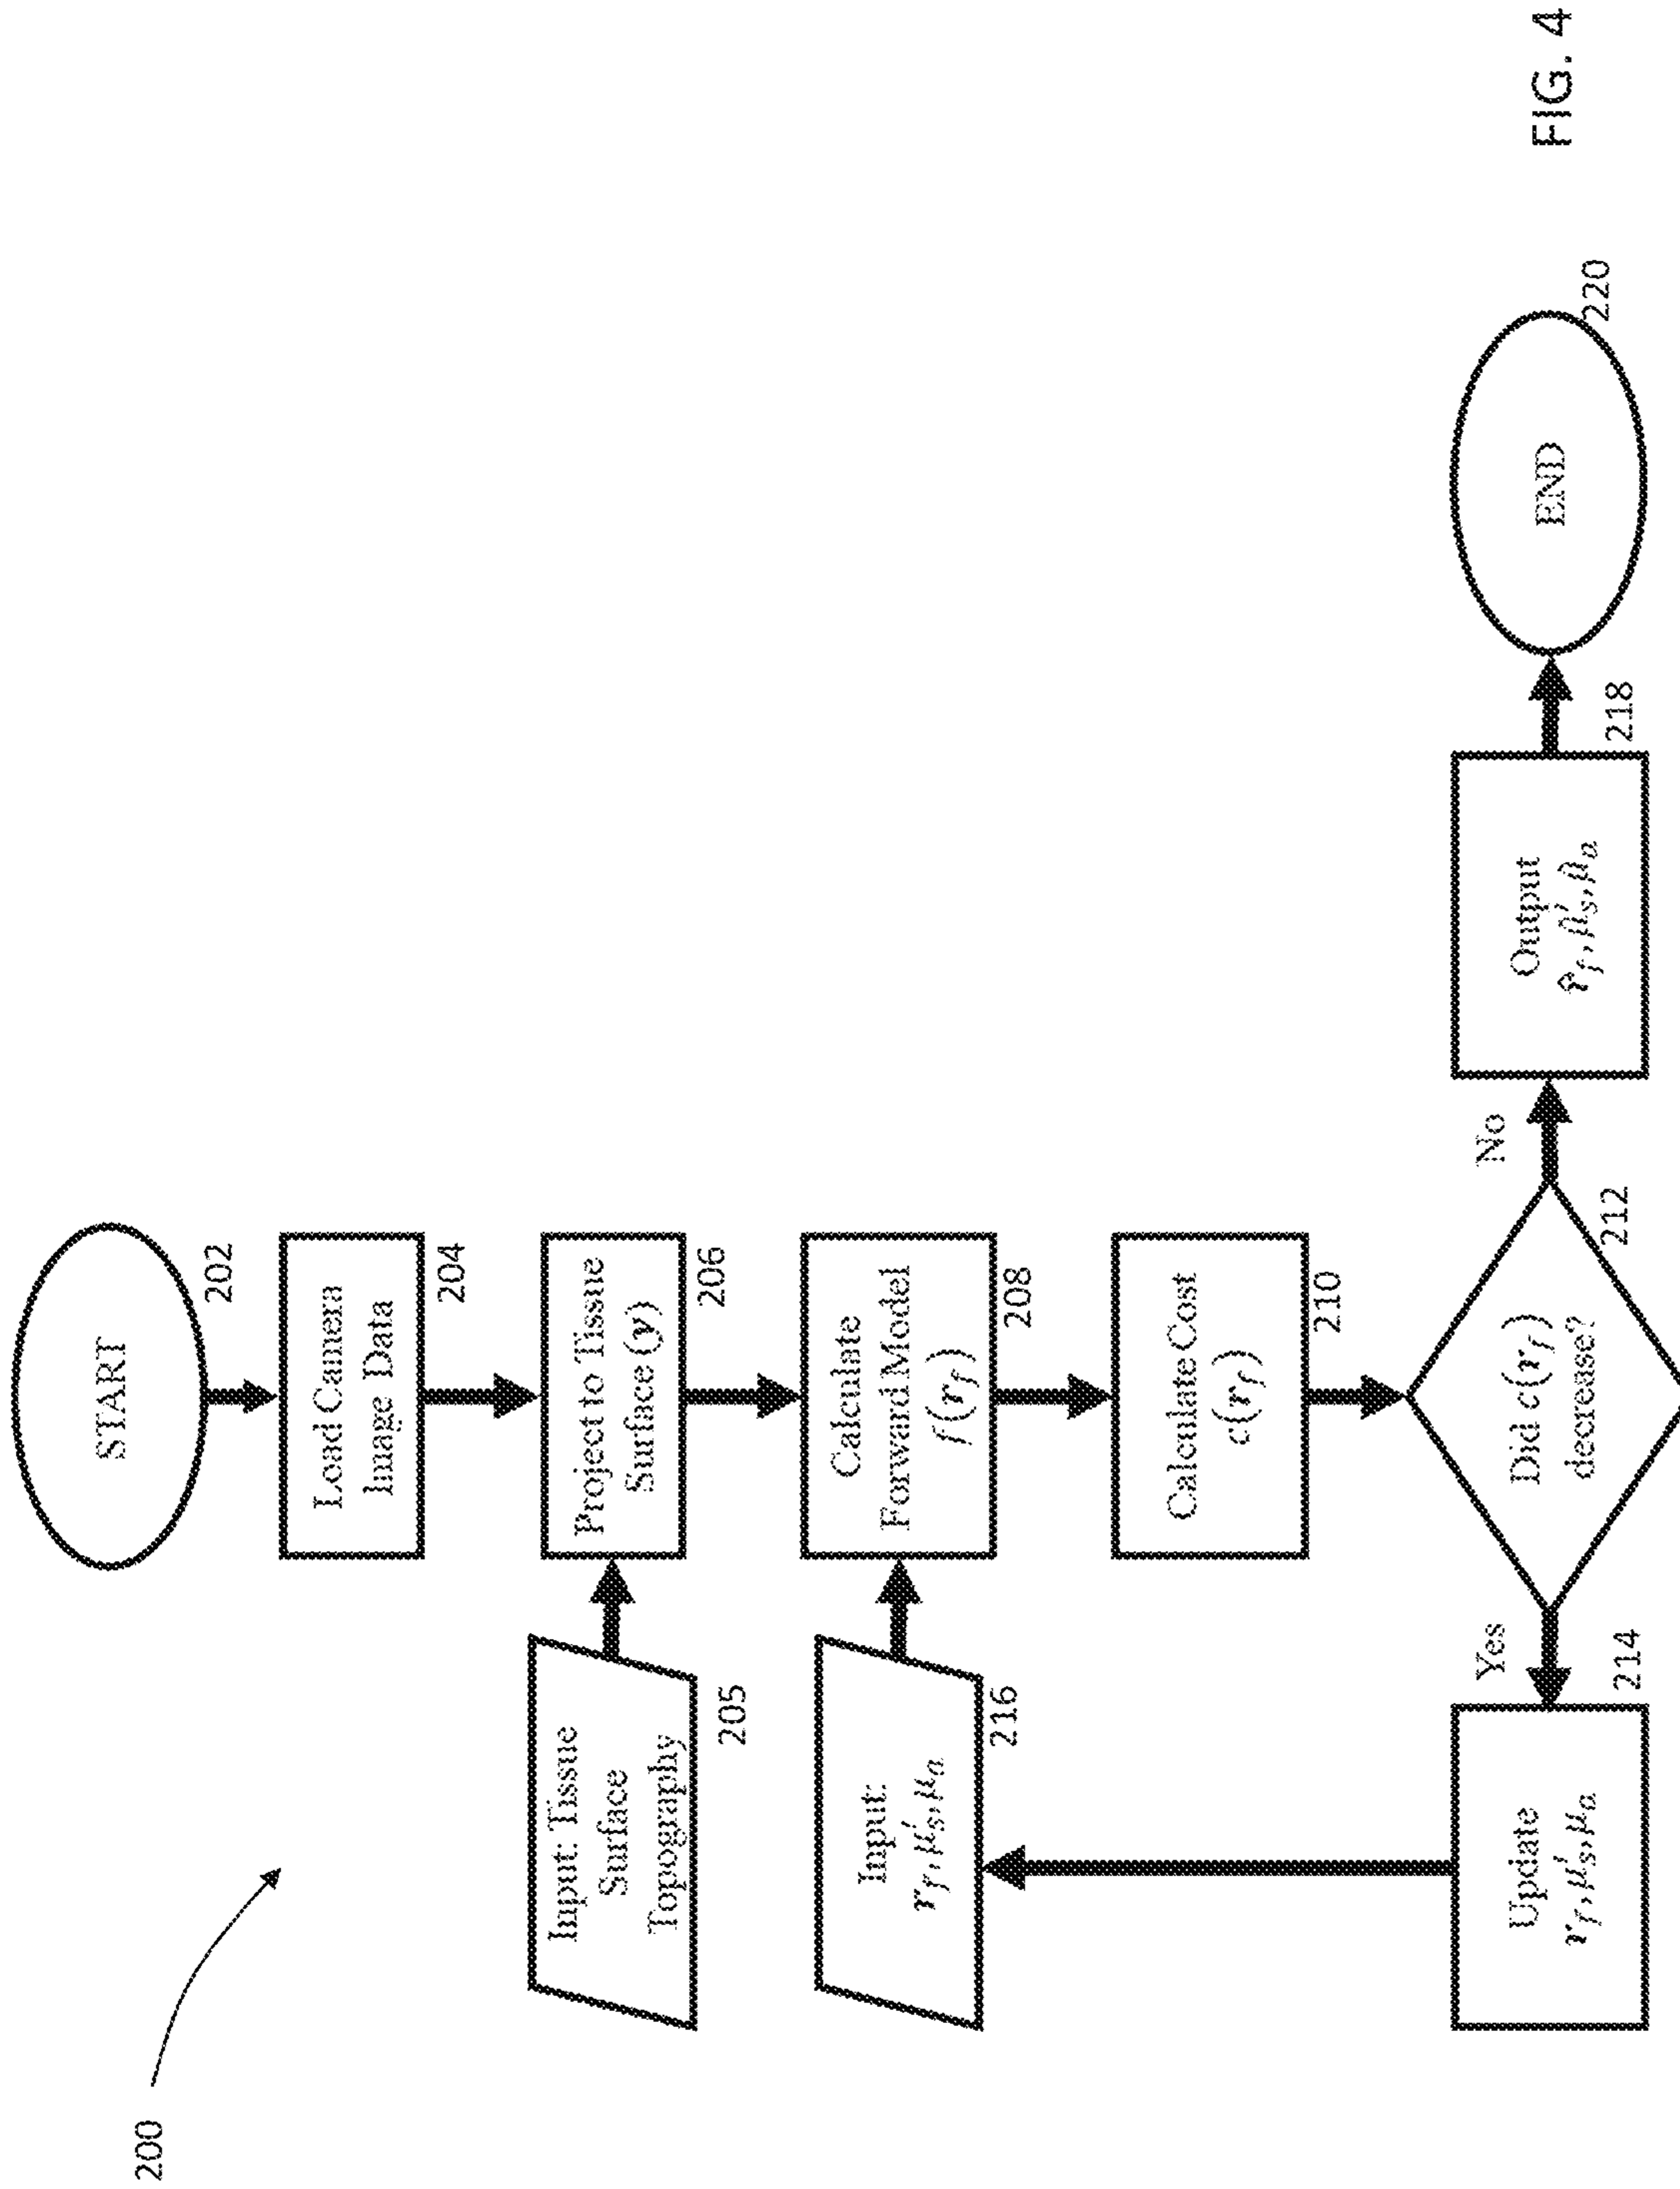 200
START
202
Load Camera
Image Data
204
Input: Tissue
Surface
Topography
205
Project to Tissue
Surface (y)
206
Input:
r_f, μ′_s, μ_a
216
Calculate
Forward Model
f(r_f)
208
Calculate Cost
c(r_f)
210
Did c(r_f)
decrease?
212
Yes
Update
r_f, μ′_s, μ_a
214
No
Output
r̂_f, μ̂′_s, μ̂_a
218
END
220
FIG. 4